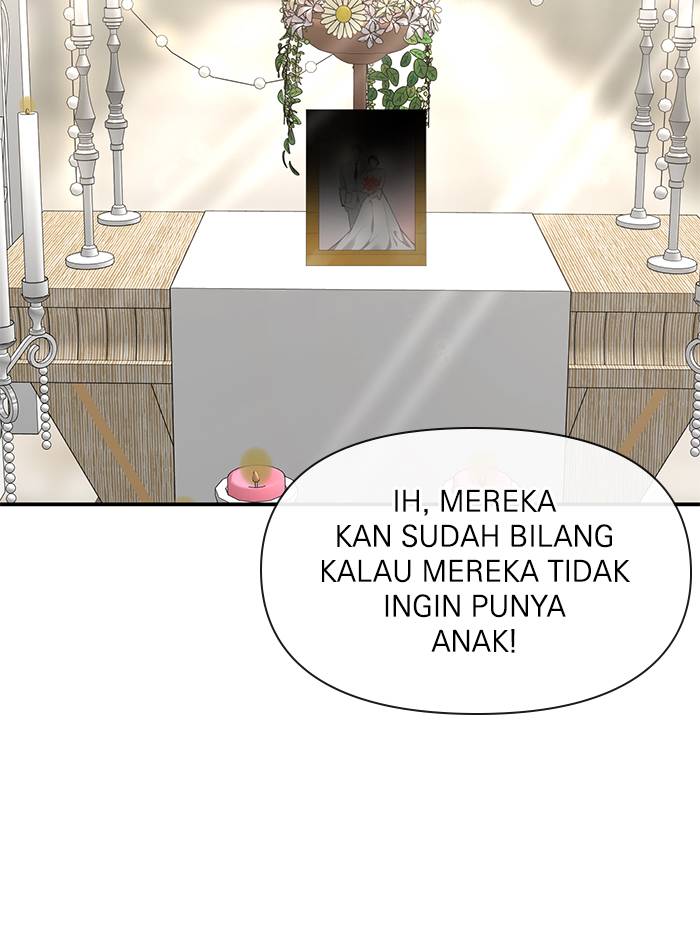 IH, MEREKA
KAN SUDAH BILANG
KALAU MEREKA TIDAK
INGIN PUNYA
ANAK!